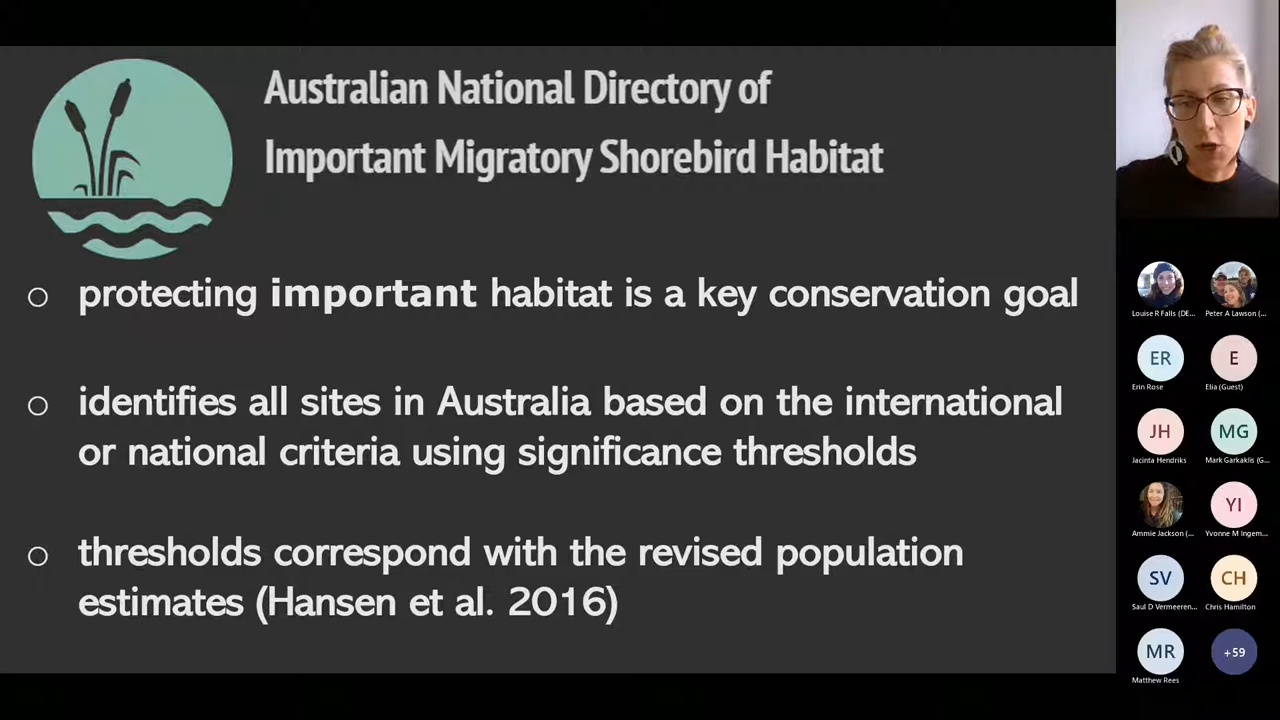 Australian National Directory of
Important Migratory Shorebird Habitat
o protecting important habitat is a key conservation goal
o identifies all sites in Australia based on the international
or national criteria using significance thresholds
o thresholds correspond with the revised population
estimates (Hansen et al. 2016)
Louise R Falls (DE...
Peter A Lawson (...
ER
Erin Rose
E
Elia (Guest)
JH
Jacinta Hendriks
MG
Mark Garkaklis (G...
Ammie Jackson (...
YI
Yvonne M Ingem...
SV
Saul D Vermeeren...
CH
Chris Hamilton
MR
Matthew Rees
+59